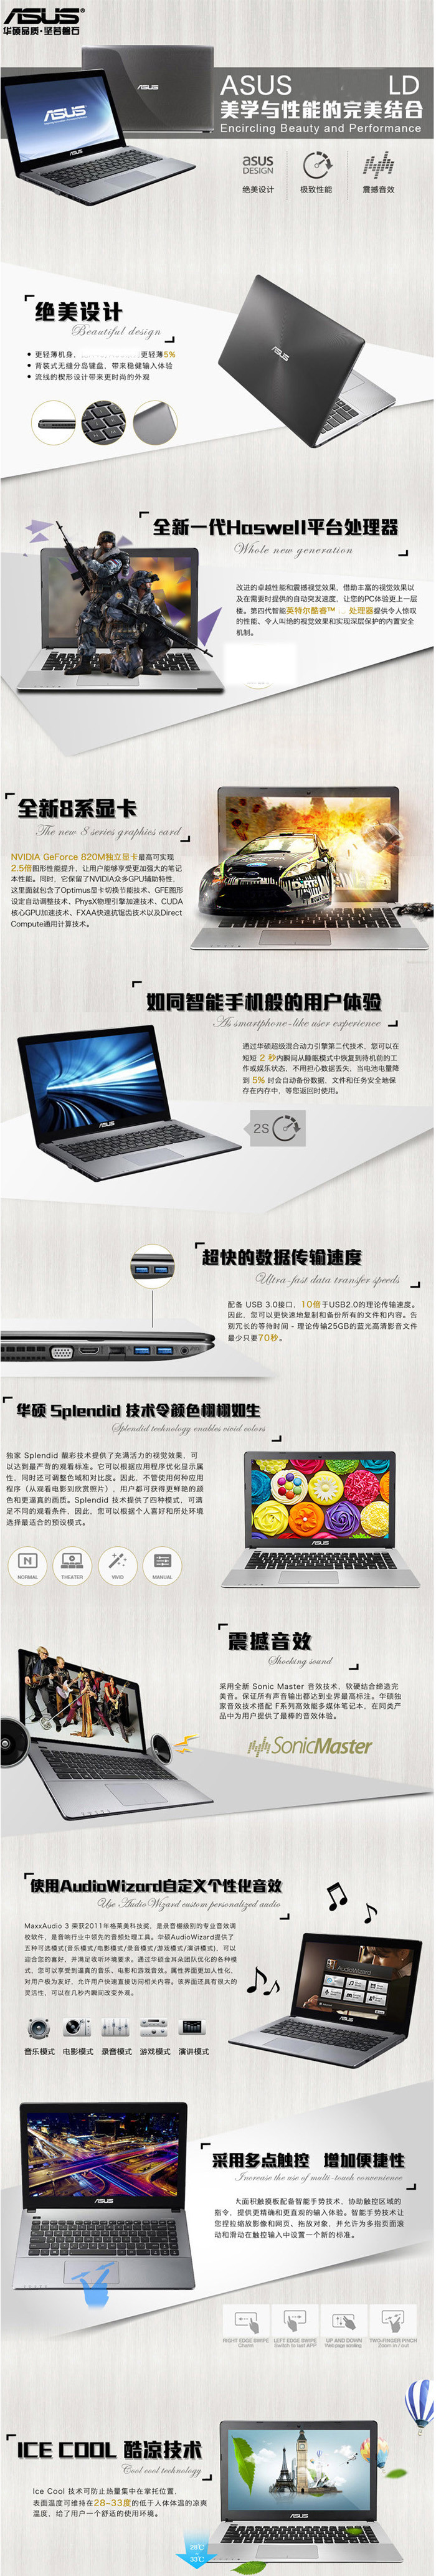 ASUS
华硕品质·坚若磐石
ASUS LD
美学与性能的完美结合
Encircling Beauty and Performance
ASUS DESIGN
绝美设计
极致性能
震撼音效
绝美设计
Beautiful design
更轻薄机身， 更轻薄5%
背装式无缝分岛键盘，带来稳健输入体验
流线的楔形设计带来更时尚的外观
全新一代Haswell平台处理器
Whole new generation
改进的卓越性能和震撼视觉效果，借助丰富的视觉效果以
及在需要时提供的自动突发速度，让您的PC体验更上一层
楼。第四代智能英特尔酷睿™ 处理器提供令人惊叹
的性能、令人叫绝的视觉效果和实现深层保护的内置安全
机制。
全新8系显卡
The new 8 series graphics card
NVIDIA GeForce 820M独立显卡最高可实现
2.5倍图形性能提升，让用户能够享受更加强大的笔记
本性能。同时，它保留了NVIDIA众多GPU辅助特性，
这里面就包含了Optimus显卡切换节能技术、GFE图形
设定自动调整技术、PhysX物理引擎加速技术、CUDA
核心GPU加速技术、FXAA快速抗锯齿技术以及Direct
Compute通用计算技术。
如同智能手机般的用户体验
As smartphone-like user experience
通过华硕超级混合动力引擎第二代技术，您可以在
短短 2 秒内瞬间从睡眠模式中恢复到待机前的工
作或娱乐状态，不用担心数据丢失，当电池电量降
到 5% 时会自动备份数据，文件和任务安全地保
存在内存中，等您返回时使用。
2S
超快的数据传输速度
Ultra-fast data transfer speeds
配备 USB 3.0接口，10倍于USB2.0的理论传输速度。
因此，您可以更快速地复制和备份所有的文件和内容。告
别冗长的等待时间 - 理论传输25GB的蓝光高清影音文件
最少只要70秒。
华硕 Splendid 技术令颜色栩栩如生
Splendid technology enables vivid colors
独家 Splendid 靓彩技术提供了充满活力的视觉效果，可
以达到最严苛的观看标准。它可以根据应用程序优化显示属
性，同时还可调整色域和对比度。因此，不管使用何种应用
程序（从观看电影到欣赏照片），用户都可获得更鲜艳的颜
色和更逼真的画质。Splendid 技术提供了四种模式，可满
足不同的观看条件，因此，您可以根据个人喜好和所处环境
选择最适合的预设模式。
NORMAL
THEATER
VIVID
MANUAL
震撼音效
Shocking sound
采用全新 Sonic Master 音效技术，软硬结合缔造完
美音。保证所有声音输出都达到业界最高标注。华硕独
家音效技术搭配 F系列高效能多媒体笔记本，在同类产
品中为用户提供了最棒的音效体验。
SonicMaster
使用AudioWizard自定义个性化音效
Use Audio Wizard custom personalized audio
MaxxAudio 3 荣获2011年格莱美科技奖，是录音棚级别的专业音效调
校软件，是音响行业中领先的音频处理工具。华硕AudioWizard提供了
五种可选模式(音乐模式/电影模式/录音模式/游戏模式/演讲模式)，可以
迎合您的喜好，并满足收听环境要求。通过华硕金耳朵团队优化的各种模
式，您可以享受到逼真的音乐、电影和游戏音效。属性界面更加人性化，
对用户极为友好，允许用户快速直接访问相关内容。该界面还具有很大的
灵活性，可以在几秒内瞬间改变外观。
音乐模式 电影模式 录音模式 游戏模式 演讲模式
采用多点触控 增加便捷性
Increase the use of multi-touch convenience
大面积触摸板配备智能手势技术，协助触控区域的
指令，提供更精确和更直观的输入体验。智能手势技术让
您捏拉缩放影像和网页、拖放对象，并允许为多指页面滚
动和滑动在触控输入中设置一个新的标准。
RIGHT EDGE SWIPE
Charm
LEFT EDGE SWIPE
Switch to last APP
UP AND DOWN
Web page scrolling
TWO-FINGER PINCH
Zoom in / out
ICE COOL 酷凉技术
Cool cool technology
Ice Cool 技术可防止热量集中在掌托位置，
表面温度可维持在28~33度的低于人体体温的凉爽
温度，给了用户一个舒适的使用环境。
28℃
33℃